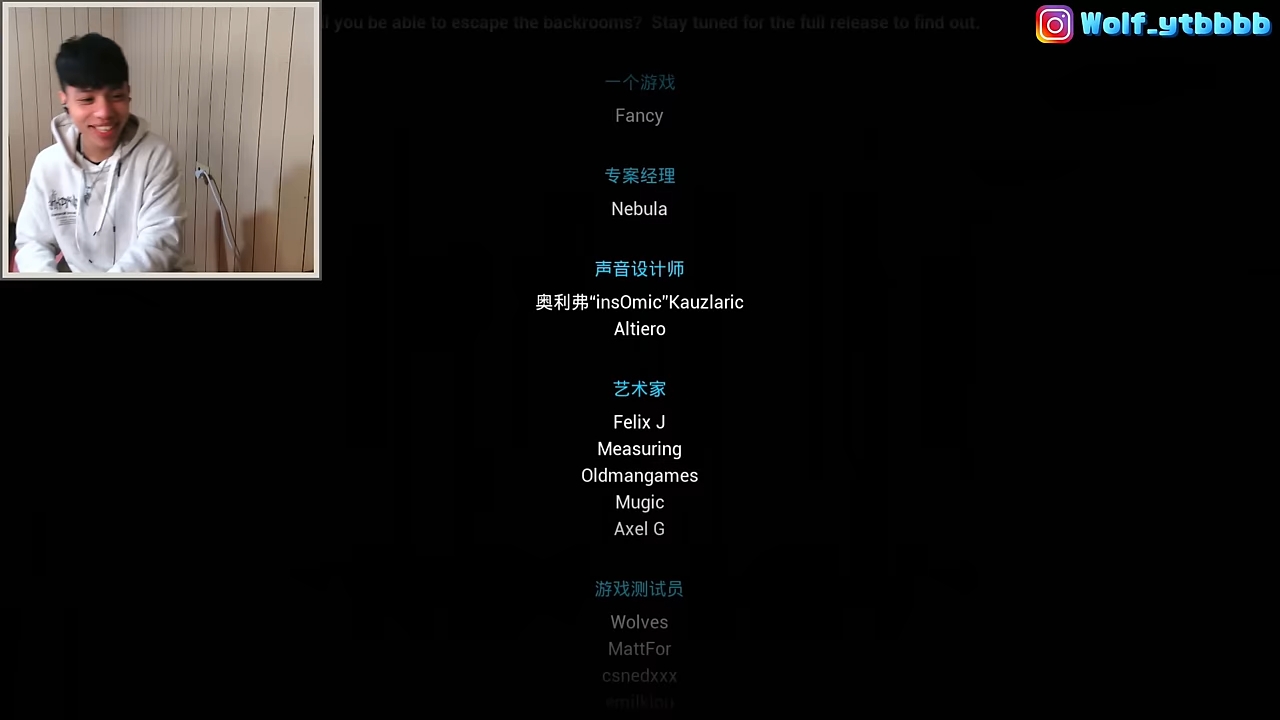 you be able to escape the backrooms? Stay tuned for the full release to find out.
Wolf_ytbbbb
一个游戏
Fancy
专案经理
Nebula
声音设计师
奥利弗“insOmic”Kauzlaric
Altiero
艺术家
Felix J
Measuring
Oldmangames
Mugic
Axel G
游戏测试员
Wolves
MattFor
csnedxxx